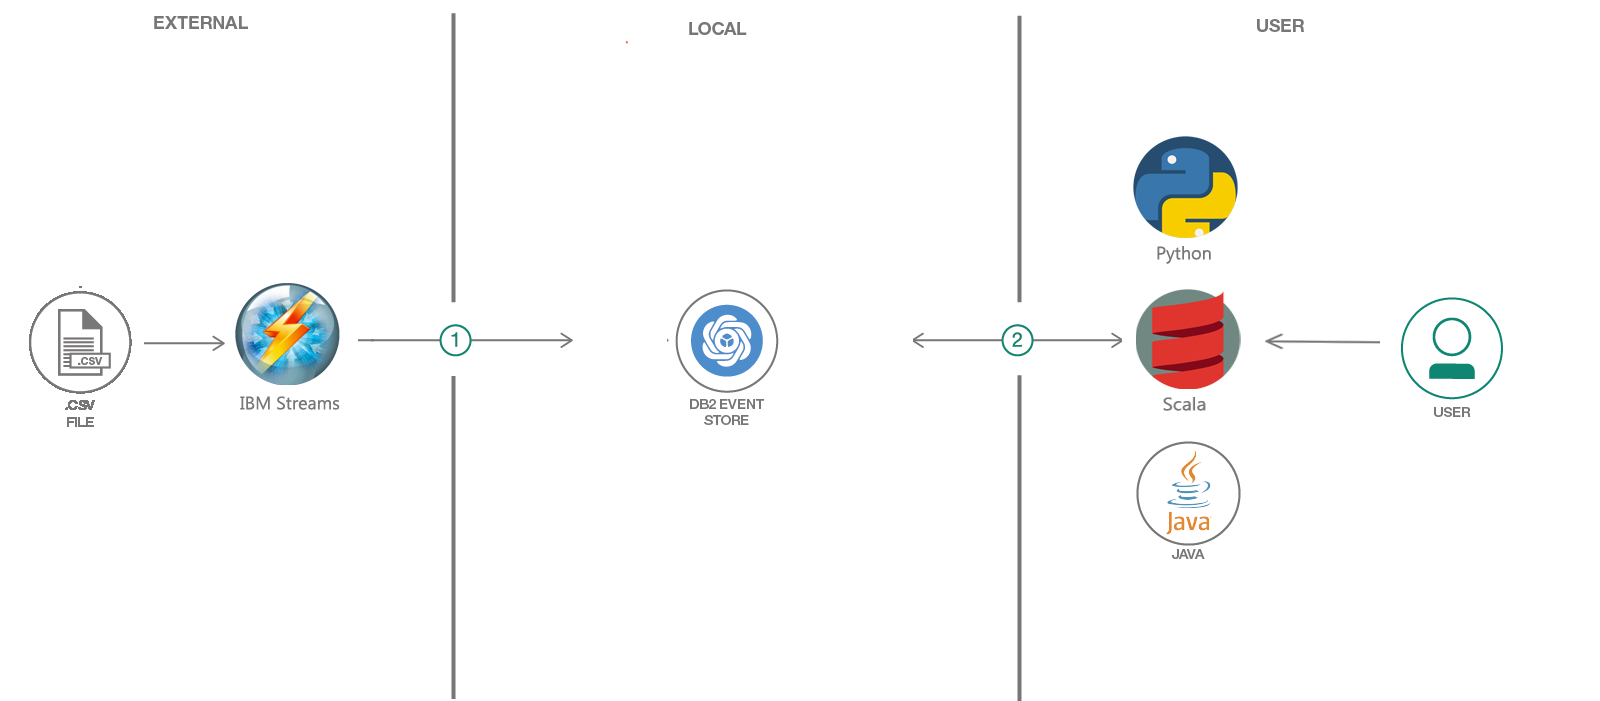 EXTERNAL
LOCAL
USER
Python
.CSV
1
2
IBM Streams
.CSV
FILE
DB2 EVENT
STORE
Scala
USER
Java
JAVA